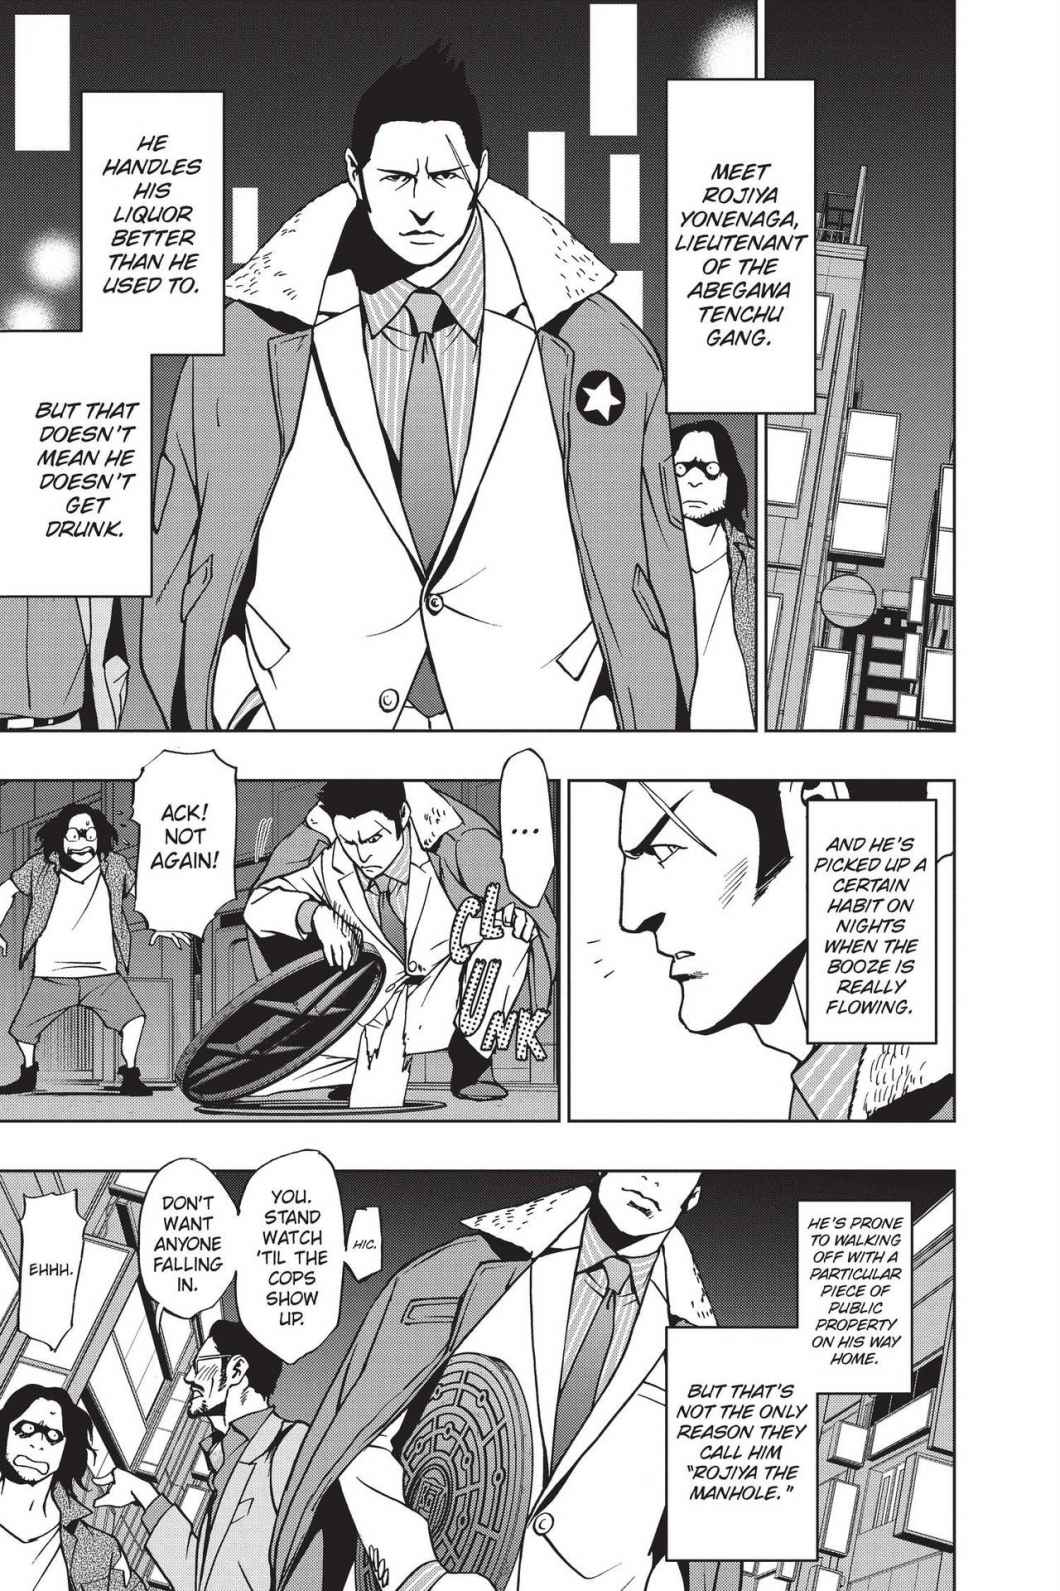 MEET
ROJIYA
YONENAGA,
LIEUTENANT
OF THE
ABEGAWA
TENCHU
GANG.
HE
HANDLES
HIS
LIQUOR
BETTER
THAN HE
USED TO.
BUT THAT
DOESN'T
MEAN HE
DOESN'T
GET
DRUNK.
AND HE'S
PICKED UP A
CERTAIN
HABIT ON
NIGHTS
WHEN THE
BOOZE IS
REALLY
FLOWING.
...
CLUNK
ACK!
NOT
AGAIN!
HE'S PRONE
TO WALKING
OFF WITH A
PARTICULAR
PIECE OF
PUBLIC
PROPERTY
ON HIS WAY
HOME.
BUT THAT'S
NOT THE ONLY
REASON THEY
CALL HIM
"ROJIYA THE
MANHOLE."
HIC.
YOU.
STAND
WATCH
'TIL THE
COPS
SHOW
UP.
DON'T
WANT
ANYONE
FALLING
IN.
EHHH.